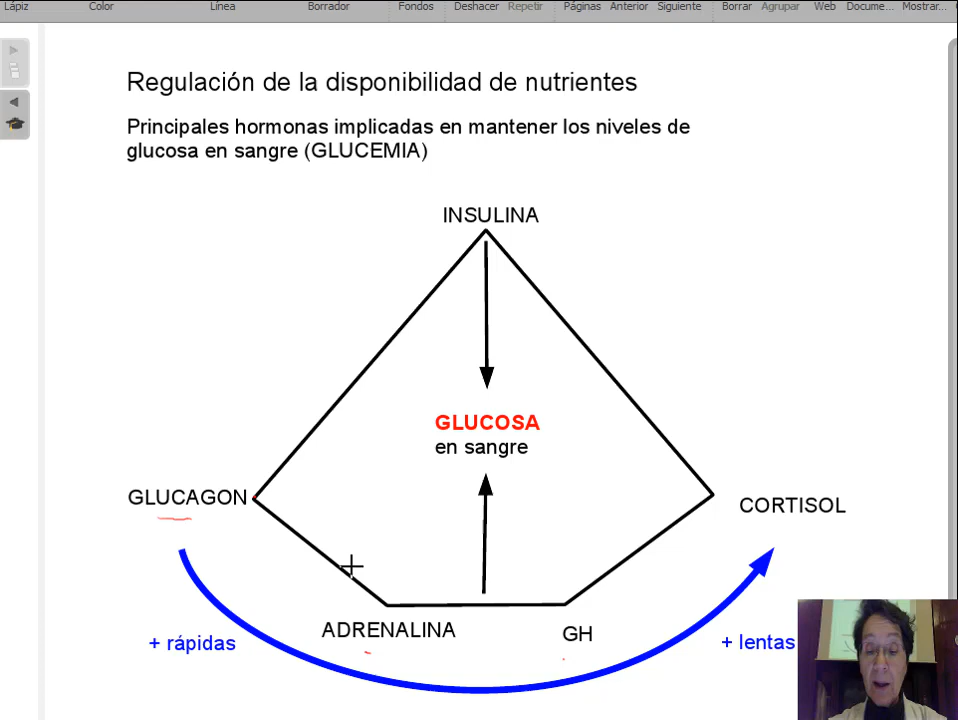 Lápiz Color Línea Borrador Fondos Deshacer Repetir Páginas Anterior Siguiente Borrar Agrupar Web Docume... Mostrar...
Regulación de la disponibilidad de nutrientes
Principales hormonas implicadas en mantener los niveles de
glucosa en sangre (GLUCEMIA)
INSULINA
GLUCOSA
en sangre
GLUCAGON
CORTISOL
ADRENALINA
GH
+ rápidas
+ lentas